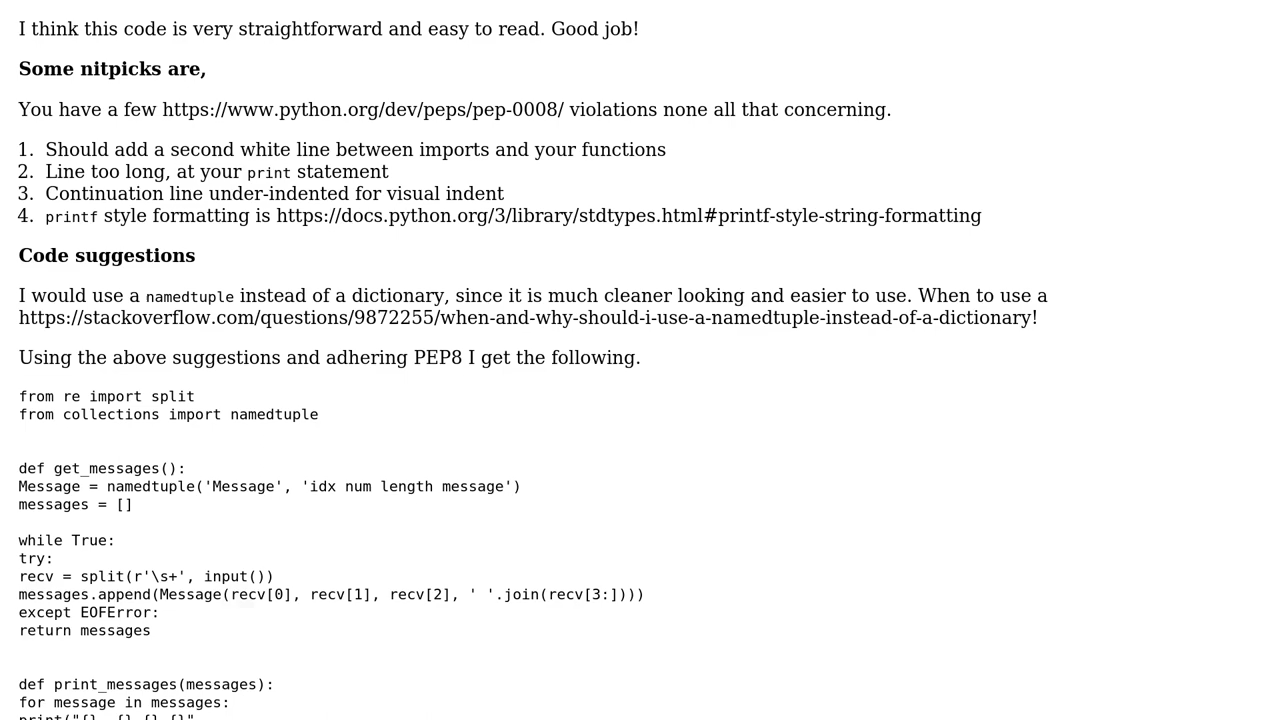 I think this code is very straightforward and easy to read. Good job!
Some nitpicks are,
You have a few https://www.python.org/dev/peps/pep-0008/ violations none all that concerning.
1. Should add a second white line between imports and your functions
2. Line too long, at your print statement
3. Continuation line under-indented for visual indent
4. printf style formatting is https://docs.python.org/3/library/stdtypes.html#printf-style-string-formatting
Code suggestions
I would use a namedtuple instead of a dictionary, since it is much cleaner looking and easier to use. When to use a
https://stackoverflow.com/questions/9872255/when-and-why-should-i-use-a-namedtuple-instead-of-a-dictionary!
Using the above suggestions and adhering PEP8 I get the following.
from re import split
from collections import namedtuple
def get_messages():
Message = namedtuple('Message', 'idx num length message')
messages = []
while True:
try:
recv = split(r'\s+', input())
messages.append(Message(recv[0], recv[1], recv[2], ' '.join(recv[3:])))
except EOFError:
return messages
def print_messages(messages):
for message in messages:
print("{}, {} {} {}"